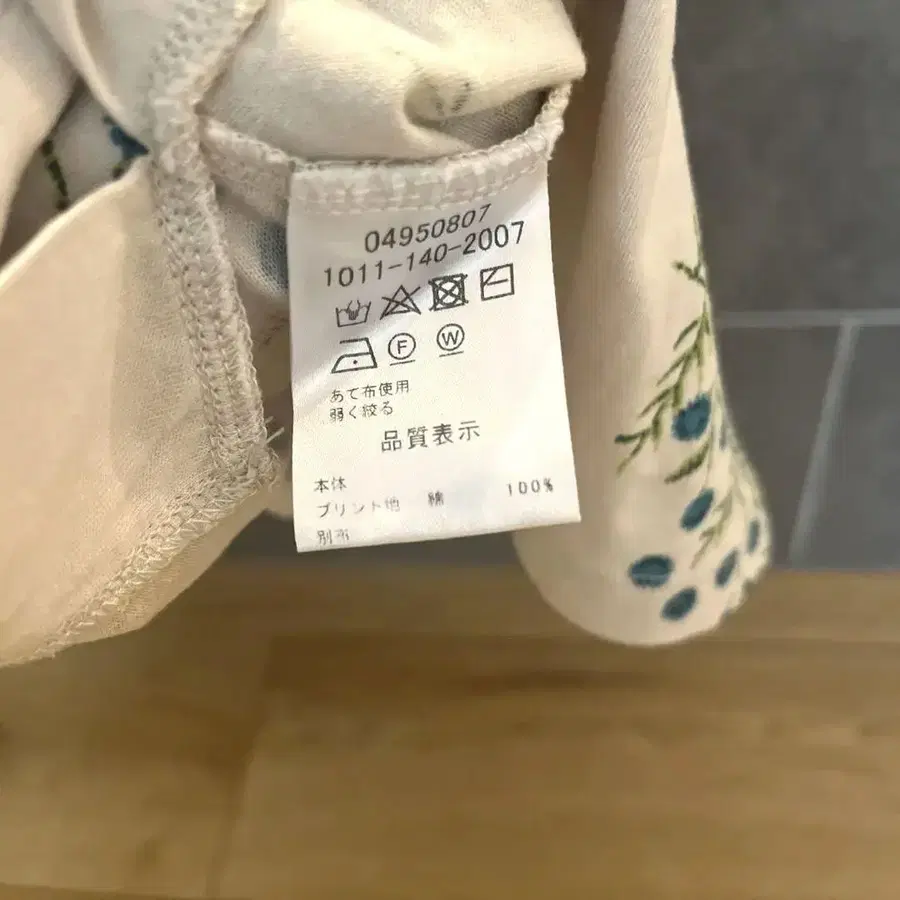 04950807
1011-140-2007
F W
あて布使用
弱く絞る
品質表示
本体
プリント地 綿 100%
別布